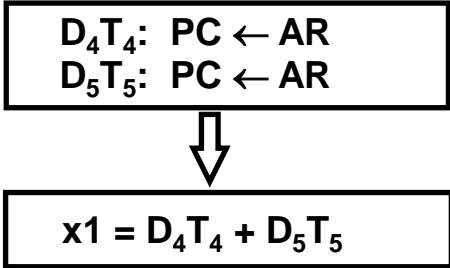 D₄T₄: PC ← AR
D₅T₅: PC ← AR
x1 = D₄T₄ + D₅T₅